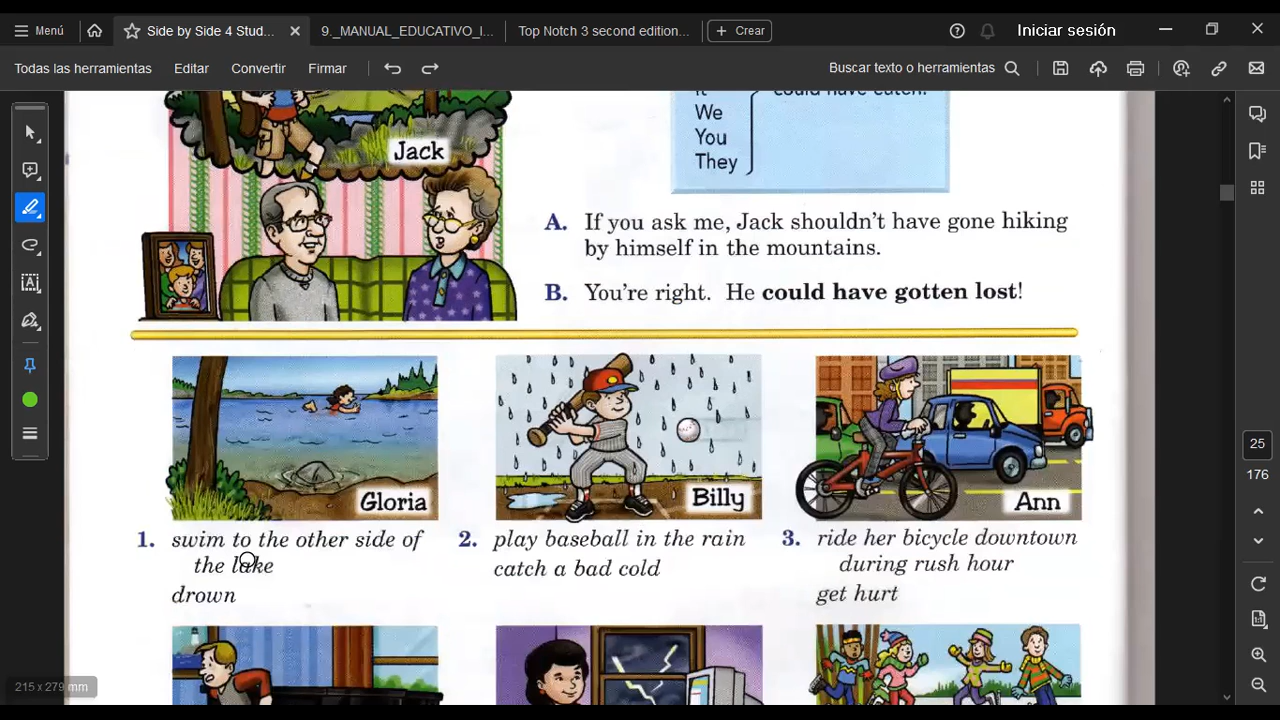 Menú
Side by Side 4 Stud...
9._MANUAL_EDUCATIVO_I...
Top Notch 3 second edition...
Crear
Iniciar sesión
Todas las herramientas
Editar
Convertir
Firmar
Buscar texto o herramientas
Jack
It
We
You
They
could have eaten.
A. If you ask me, Jack shouldn't have gone hiking
by himself in the mountains.
B. You're right. He could have gotten lost!
Gloria
Billy
Ann
1. swim to the other side of
the lake
drown
2. play baseball in the rain
catch a bad cold
3. ride her bicycle downtown
during rush hour
get hurt
25
176
215 x 279 mm